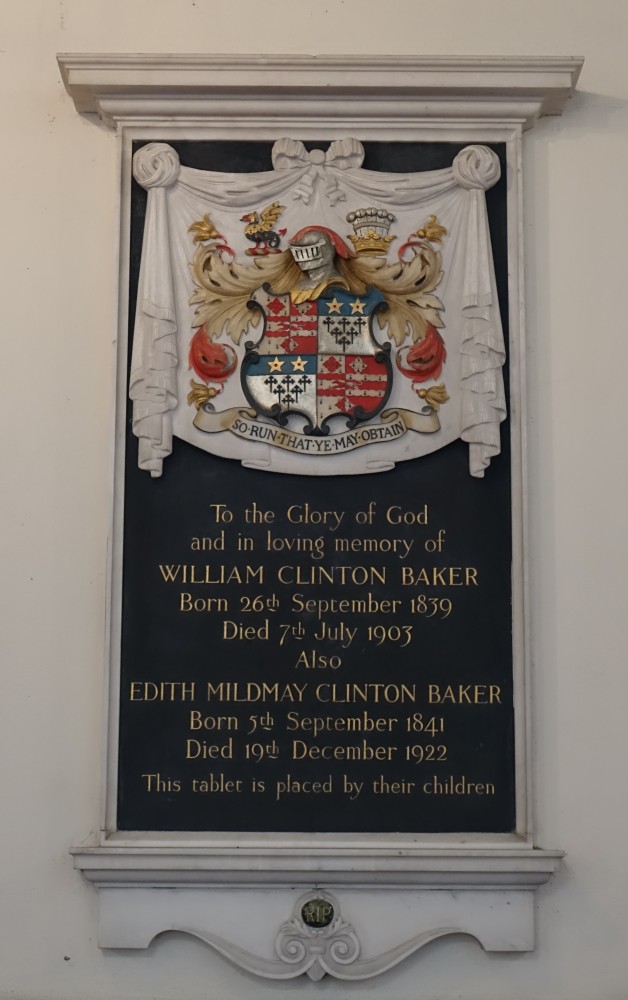 SO·RUN·THAT·YE·MAY·OBTAIN
To the Glory of God
and in loving memory of
WILLIAM CLINTON BAKER
Born 26th September 1839
Died 7th July 1903
Also
EDITH MILDMAY CLINTON BAKER
Born 5th September 1841
Died 19th December 1922
This tablet is placed by their children
RIP